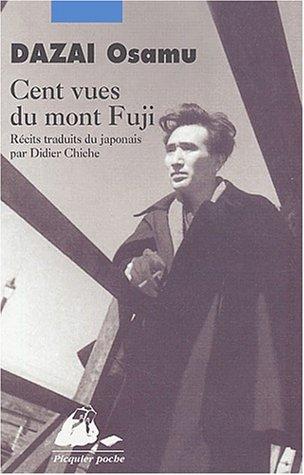 DAZAI Osamu
Cent vues
du mont Fuji
Récits traduits du japonais
par Didier Chiche
Picquier poche